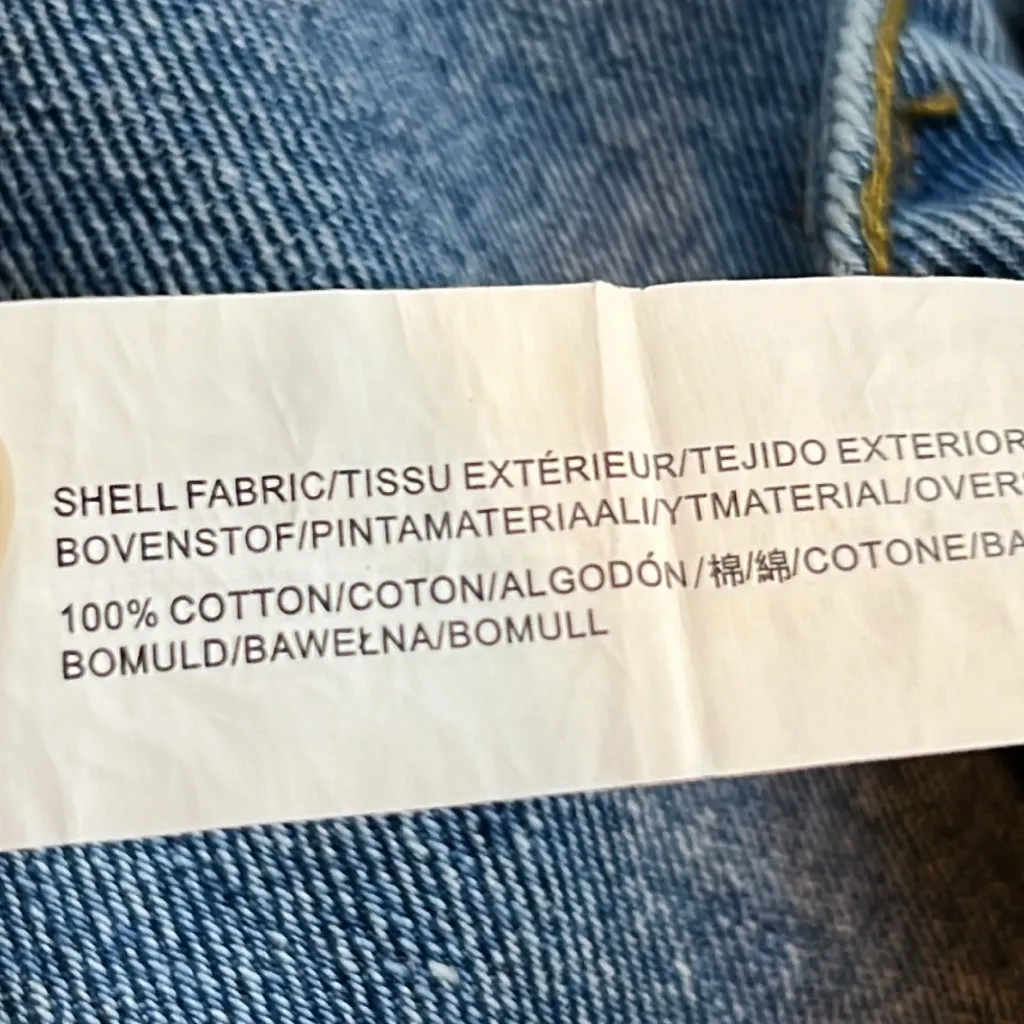 SHELL FABRIC/TISSU EXTÉRIEUR/TEJIDO EXTERIOR
BOVENSTOF/PINTAMATERIAALI/YTMATERIAL/
100% COTTON/COTON/ALGODÓN/棉/綿/COTONE/
BOMULD/BAWEŁNA/BOMULL